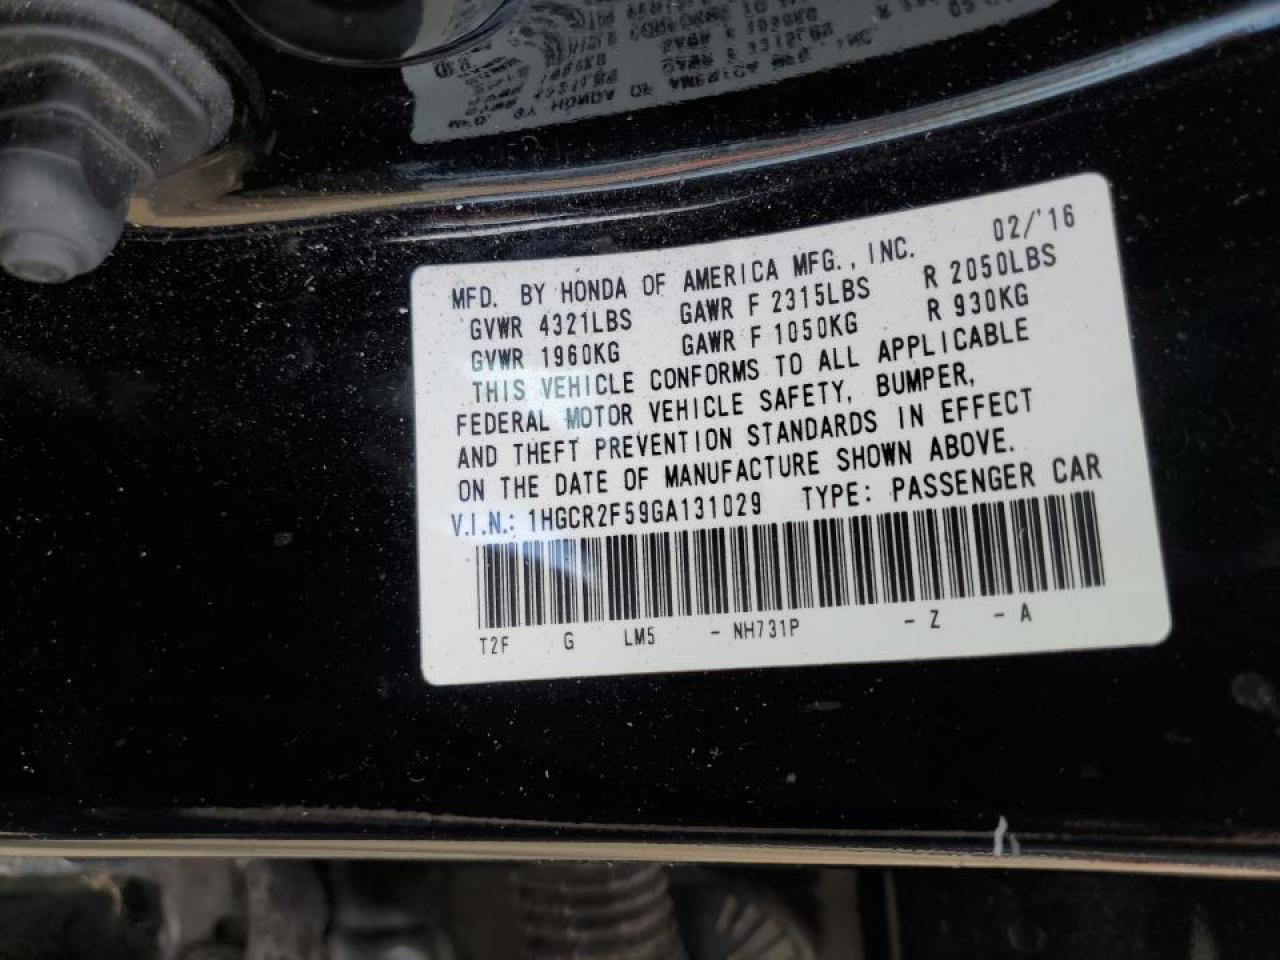 MFD. BY HONDA OF AMERICA MFG., INC. 02/'16
GVWR 4321LBS GAWR F 2315LBS R 2050LBS
GVWR 1960KG GAWR F 1050KG R 930KG
THIS VEHICLE CONFORMS TO ALL APPLICABLE
FEDERAL MOTOR VEHICLE SAFETY, BUMPER,
AND THEFT PREVENTION STANDARDS IN EFFECT
ON THE DATE OF MANUFACTURE SHOWN ABOVE.
V.I.N.: 1HGCR2F59GA131029 TYPE: PASSENGER CAR
T2F G LM5 - NH731P - Z - A